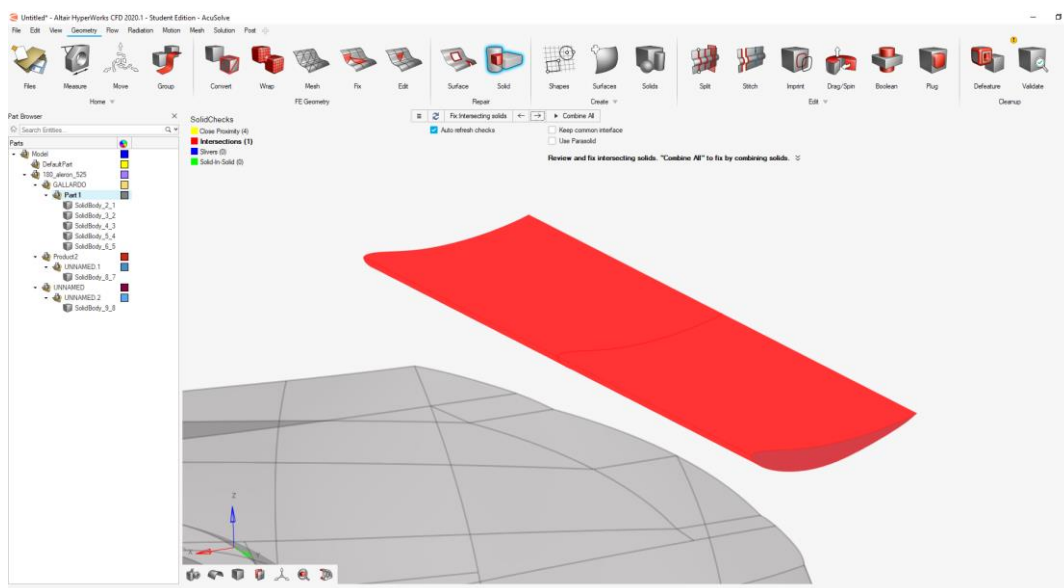 Untitled* - Altair HyperWorks CFD 2020.1 - Student Edition - AcuSolve
File Edit View Geometry Flow Radiation Motion Mesh Solution Post
Files Measure Move Group Convert Wrap Mesh Fix Edit Surface Solid Shapes Surfaces Solids Split Stitch Imprint Drag/Spin Boolean Plug Defeature Validate
Home FE Geometry Repair Create Edit Cleanup
Part Browser
Search Entities...
Parts
Model
Default Part
180_aleron_525
GALLARDO
Part 1
SolidBody_2_1
SolidBody_3_2
SolidBody_4_3
SolidBody_5_4
SolidBody_6_5
Product2
UNNAMED.1
SolidBody_8_7
UNNAMED
UNNAMED.2
SolidBody_9_8
SolidChecks
Close Proximity (4)
Intersections (1)
Slivers (0)
Solid-In-Solid (0)
Fix Intersecting solids Combine All
Auto refresh checks
Keep common interface
Use Parasolid
Review and fix intersecting solids. "Combine All" to fix by combining solids.
Z
X
Y